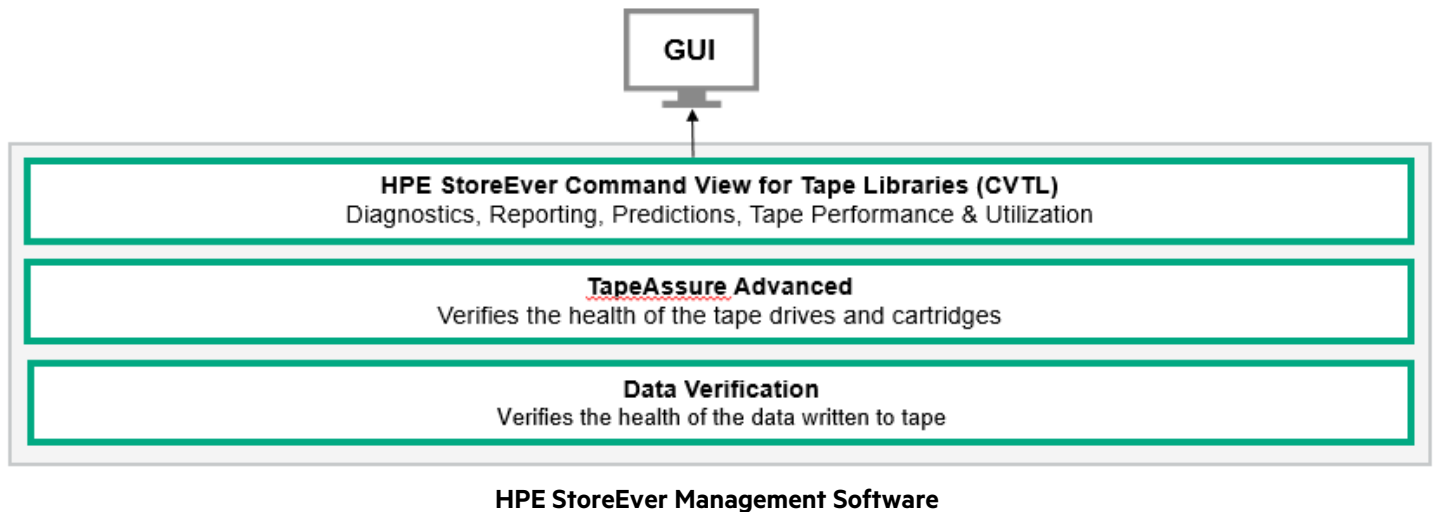 GUI
HPE StoreEver Command View for Tape Libraries (CVTL)
Diagnostics, Reporting, Predictions, Tape Performance & Utilization
TapeAssure Advanced
Verifies the health of the tape drives and cartridges
Data Verification
Verifies the health of the data written to tape
HPE StoreEver Management Software